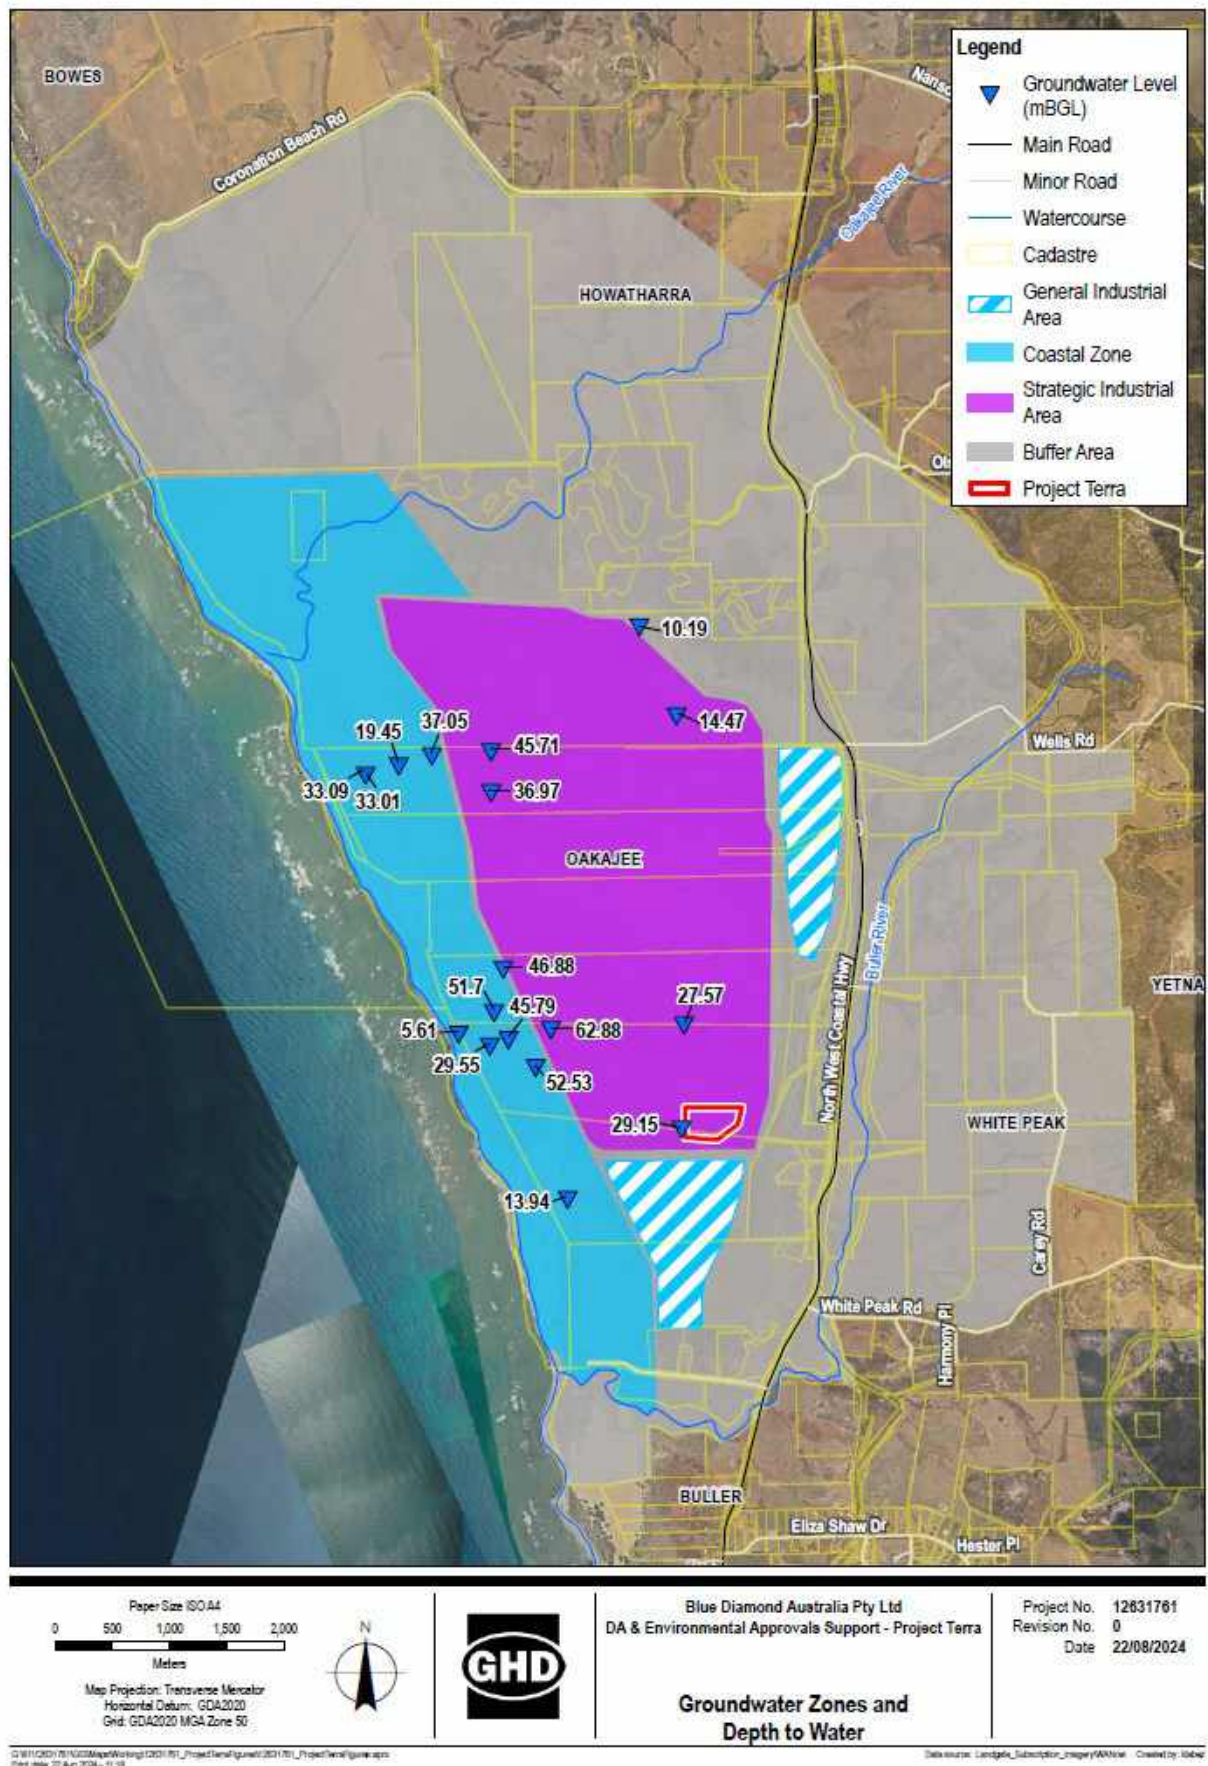 BOWES
Coronation Beach Rd
Oakajee River
HOWATHARRA
Legend
Groundwater Level
(mBGL)
Main Road
Minor Road
Watercourse
Cadastre
General Industrial
Area
Coastal Zone
Strategic Industrial
Area
Buffer Area
Project Terra
10.19
14.47
37.05
19.45
45.71
36.97
33.09
33.01
Wells Rd
OAKAJEE
Buller River
46.88
51.7
45.79
27.57
5.61
62.88
29.55
52.53
YETNA
North West Coastal Hwy
29.15
WHITE PEAK
13.94
Carey Rd
White Peak Rd
Harmony Pl
BULLER
Eliza Shaw Dr
Hester Pl
Paper Size ISO A4
0 500 1,000 1,500 2,000
Meters
Map Projection: Transverse Mercator
Horizontal Datum: GDA2020
Grid: GDA2020 MGA Zone 50
N
GHD
Blue Diamond Australia Pty Ltd
DA & Environmental Approvals Support - Project Terra
Groundwater Zones and
Depth to Water
Project No. 12631761
Revision No. 0
Date 22/08/2024